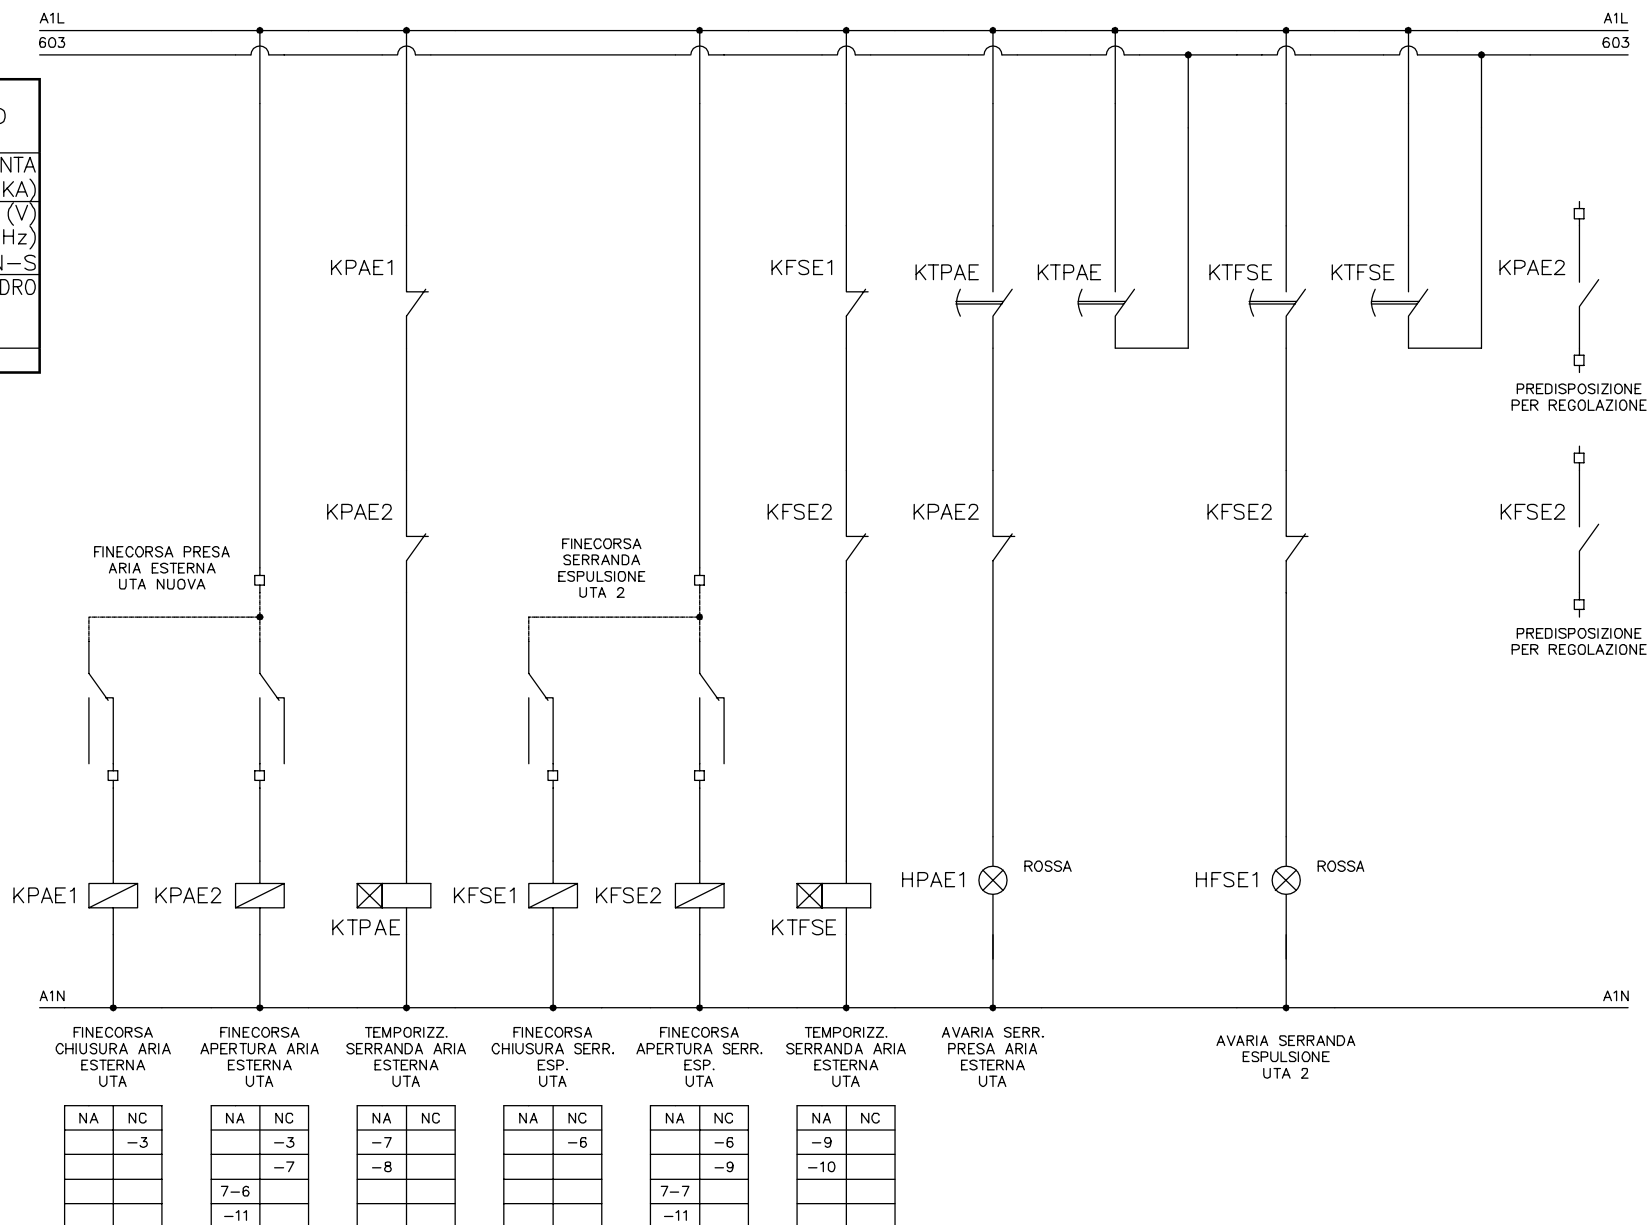 A1L
A1L
603
603
O
NTA
KA)
(V)
Hz)
N-S
DRO
KPAE1
KFSE1
KTPAE
KTPAE
KTFSE
KTFSE
KPAE2
PREDISPOSIZIONE
PER REGOLAZIONE
KPAE2
KFSE2
KPAE2
KFSE2
KFSE2
FINECORSA PRESA
ARIA ESTERNA
UTA NUOVA
FINECORSA
SERRANDA
ESPULSIONE
UTA 2
PREDISPOSIZIONE
PER REGOLAZIONE
KPAE1
KPAE2
KTPAE
KFSE1
KFSE2
KTFSE
HPAE1
ROSSA
HFSE1
ROSSA
A1N
A1N
FINECORSA
CHIUSURA ARIA
ESTERNA
UTA
FINECORSA
APERTURA ARIA
ESTERNA
UTA
TEMPORIZZ.
SERRANDA ARIA
ESTERNA
UTA
FINECORSA
CHIUSURA SERR.
ESP.
UTA
FINECORSA
APERTURA SERR.
ESP.
UTA
TEMPORIZZ.
SERRANDA ARIA
ESTERNA
UTA
AVARIA SERR.
PRESA ARIA
ESTERNA
UTA
AVARIA SERRANDA
ESPULSIONE
UTA 2
NA NC
-3
NA NC
-3
-7
7-6
-11
NA NC
-7
-8
NA NC
-6
NA NC
-6
-9
7-7
-11
NA NC
-9
-10